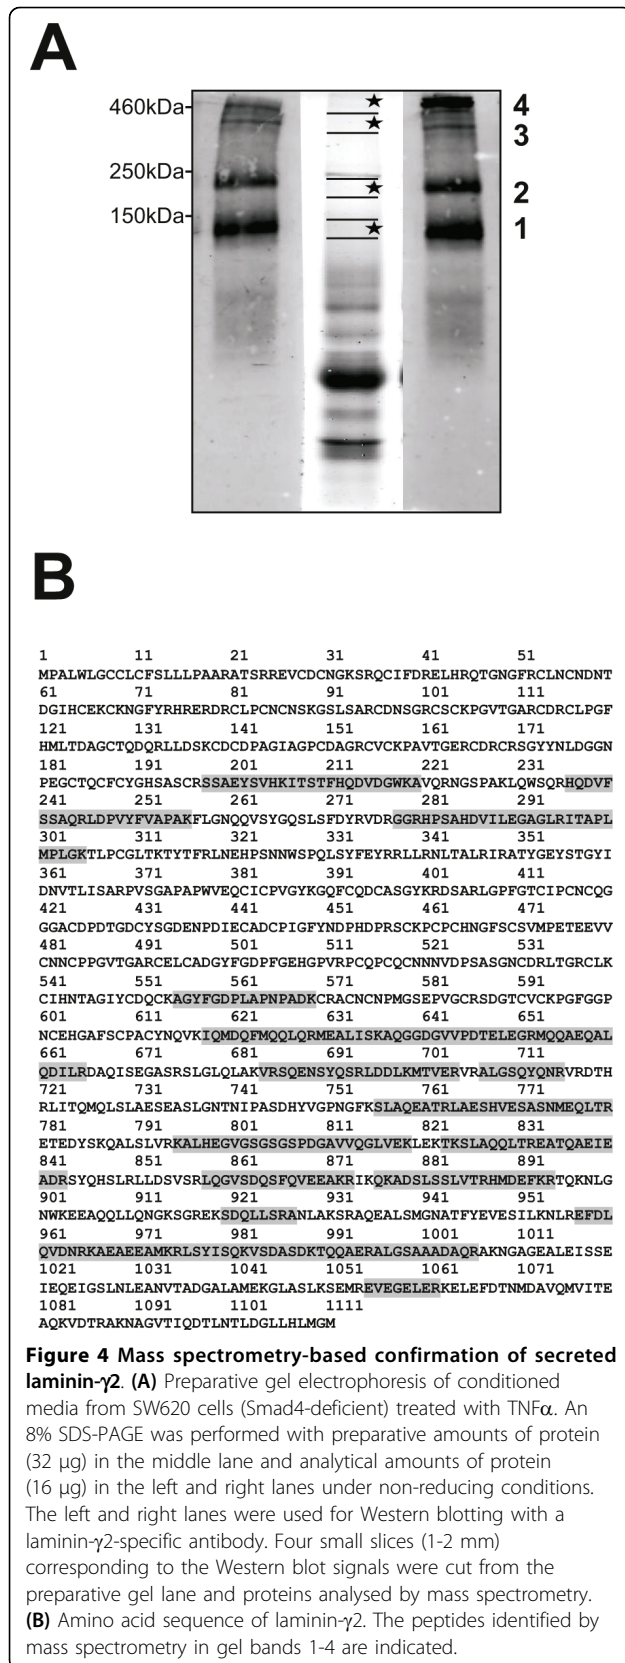 A
460kDa
4
3
250kDa
2
150kDa
1
B
1 11 21 31 41 51
MPALWLGCCLCFSLLLPAARATSRREVCDCNGKSRQCIFDRELHRQTGNGFRCLNCNDNT
61 71 81 91 101 111
DGIHCEKCKNGFYRHRERDRCLPCNCNSKGSLSARCDNSGRCSCKPGVTGARCDRCLPGF
121 131 141 151 161 171
HMLTDAGCTQDQRLLDSKCDCDPAGIAGPCDAGRCVCKPAVTGERCDRCRSGYYNLDGGN
181 191 201 211 221 231
PEGCTQCFCYGHSASCRSSAEYSVHKITSTFHQDVDGWKAVQRNGSPAKLQWSQRHQDVF
241 251 261 271 281 291
SSAQRLDPVYFVAPAKFLGNQQVSYGQSLSFDYRVDRGGRHPSAHDVILEGAGLRITAPL
301 311 321 331 341 351
MPLGKTLPCGLTKTYTFRLNEHPSNNWSPQLSYFEYRRLLRNLTALRIRATYGEYSTGYI
361 371 381 391 401 411
DNVTLISARPVSGAPAPWVEQCICPVGYKGQFCQDCASGYKRDSARLGPFGTCIPCNCQG
421 431 441 451 461 471
GGACDPDTGDCYSGDENPDIECADCPIGFYNDPHDPRSCKPCPCHNGFSCSVMPETEEVV
481 491 501 511 521 531
CNNCPPGVTGARCELCADGYFGDPFGEHGPVRPCQPCQCNNNVDPSASGNCDRLTGRCLK
541 551 561 571 581 591
CIHNTAGIYCDQCKAGYFGDPLAPNPADKCRACNCNPMGSEPVGCRSDGTCVCKPGFGGP
601 611 621 631 641 651
NCEHGAFSCPACYNQVKIQMDQFMQQLQRMEALISKAQGGDGVVPDTELEGRMQQAEQAL
661 671 681 691 701 711
QDILRDAQISEGASRSLGLQLAKVRSQENSYQSRLDDLKMTVERVRALGSQYQNRVRDTH
721 731 741 751 761 771
RLITQMQLSLAESEASLGNTNIPASDHYVGPNGFKSLAQEATRLAESHVESASNMEQLTR
781 791 801 811 821 831
ETEDYSKQALSLVRKALHEGVGSGSGSPDGAVVQGLVEKLEKTKSLAQQLTREATQAEIE
841 851 861 871 881 891
ADRSYQHSLRLLDSVSRLQGVSDQSFQVEEAKRIKQKADSLSSLVTRHMDEFKRTQKNLG
901 911 921 931 941 951
NWKEEAQQLLQNGKSGREKSDQLLSRANLAKSRAQEALSMGNATFYEVESILKNLREFDL
961 971 981 991 1001 1011
QVDNRKAEAEEAMKRLSYISQKVSDASDKTQQAERALGSAAADAQRAKNGAGEALEISSE
1021 1031 1041 1051 1061 1071
IEQEIGSLNLEANVTADGALAMEKGLASLKSEMREVEGELERKELEFDTNMDAVQMVITE
1081 1091 1101 1111
AQKVDTRAKNAGVTIQDTLNTLDGLLHLMGM
Figure 4 Mass spectrometry-based confirmation of secreted
laminin-γ2. (A) Preparative gel electrophoresis of conditioned
media from SW620 cells (Smad4-deficient) treated with TNFα. An
8% SDS-PAGE was performed with preparative amounts of protein
(32 μg) in the middle lane and analytical amounts of protein
(16 μg) in the left and right lanes under non-reducing conditions.
The left and right lanes were used for Western blotting with a
laminin-γ2-specific antibody. Four small slices (1-2 mm)
corresponding to the Western blot signals were cut from the
preparative gel lane and proteins analysed by mass spectrometry.
(B) Amino acid sequence of laminin-γ2. The peptides identified by
mass spectrometry in gel bands 1-4 are indicated.